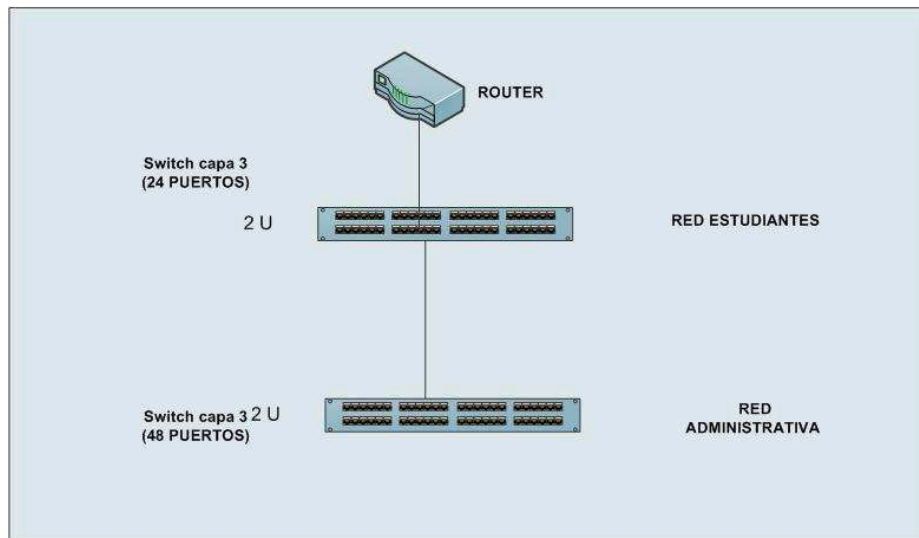 ROUTER
Switch capa 3
(24 PUERTOS)
2 U
RED ESTUDIANTES
Switch capa 3 2 U
(48 PUERTOS)
RED
ADMINISTRATIVA